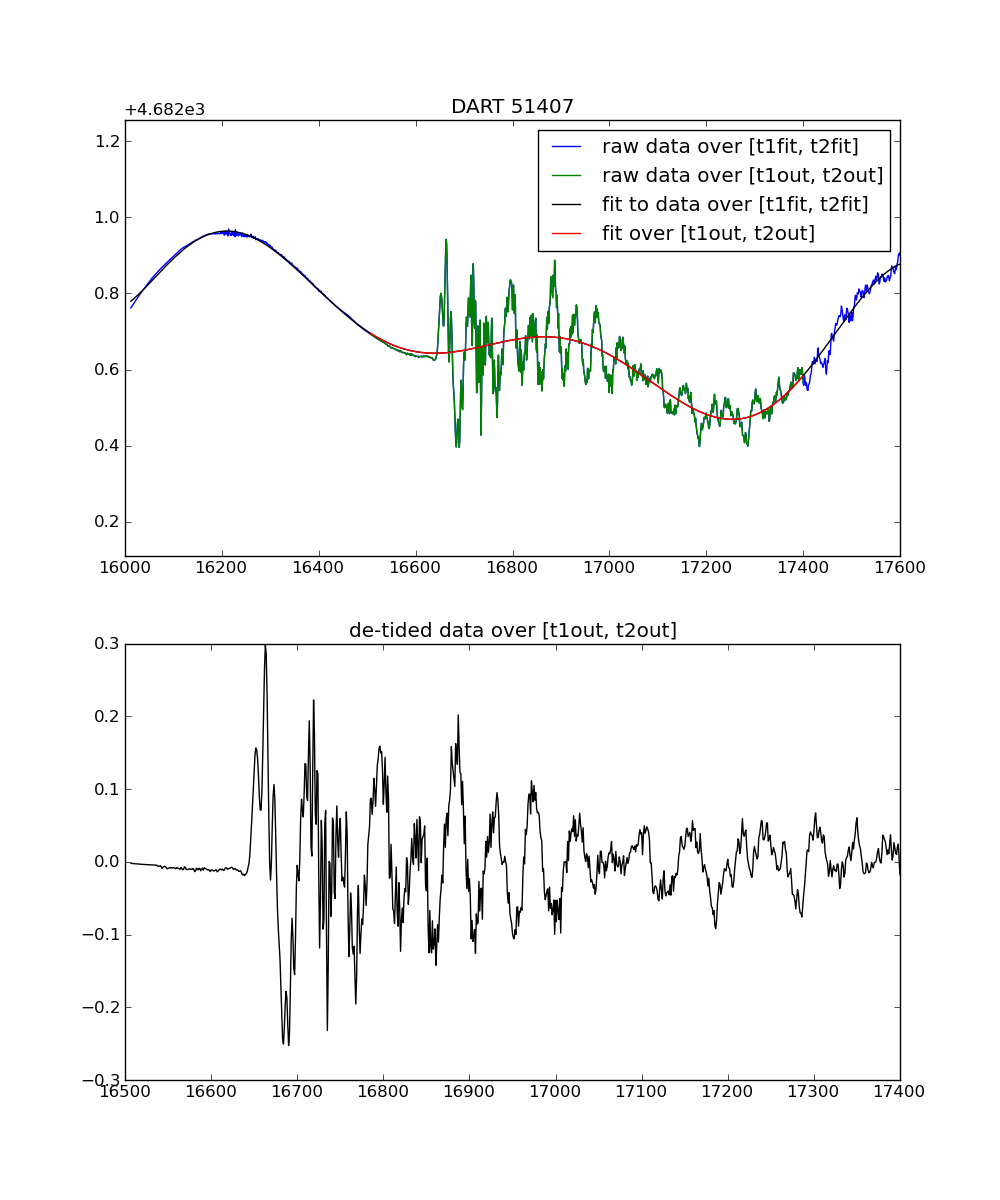 DART 51407
+4.682e3
1.2
1.0
0.8
0.6
0.4
0.2
raw data over [t1fit, t2fit]
raw data over [t1out, t2out]
fit to data over [t1fit, t2fit]
fit over [t1out, t2out]
16000 16200 16400 16600 16800 17000 17200 17400 17600
de-tided data over [t1out, t2out]
0.3
0.2
0.1
0.0
−0.1
−0.2
−0.3
16500 16600 16700 16800 16900 17000 17100 17200 17300 17400